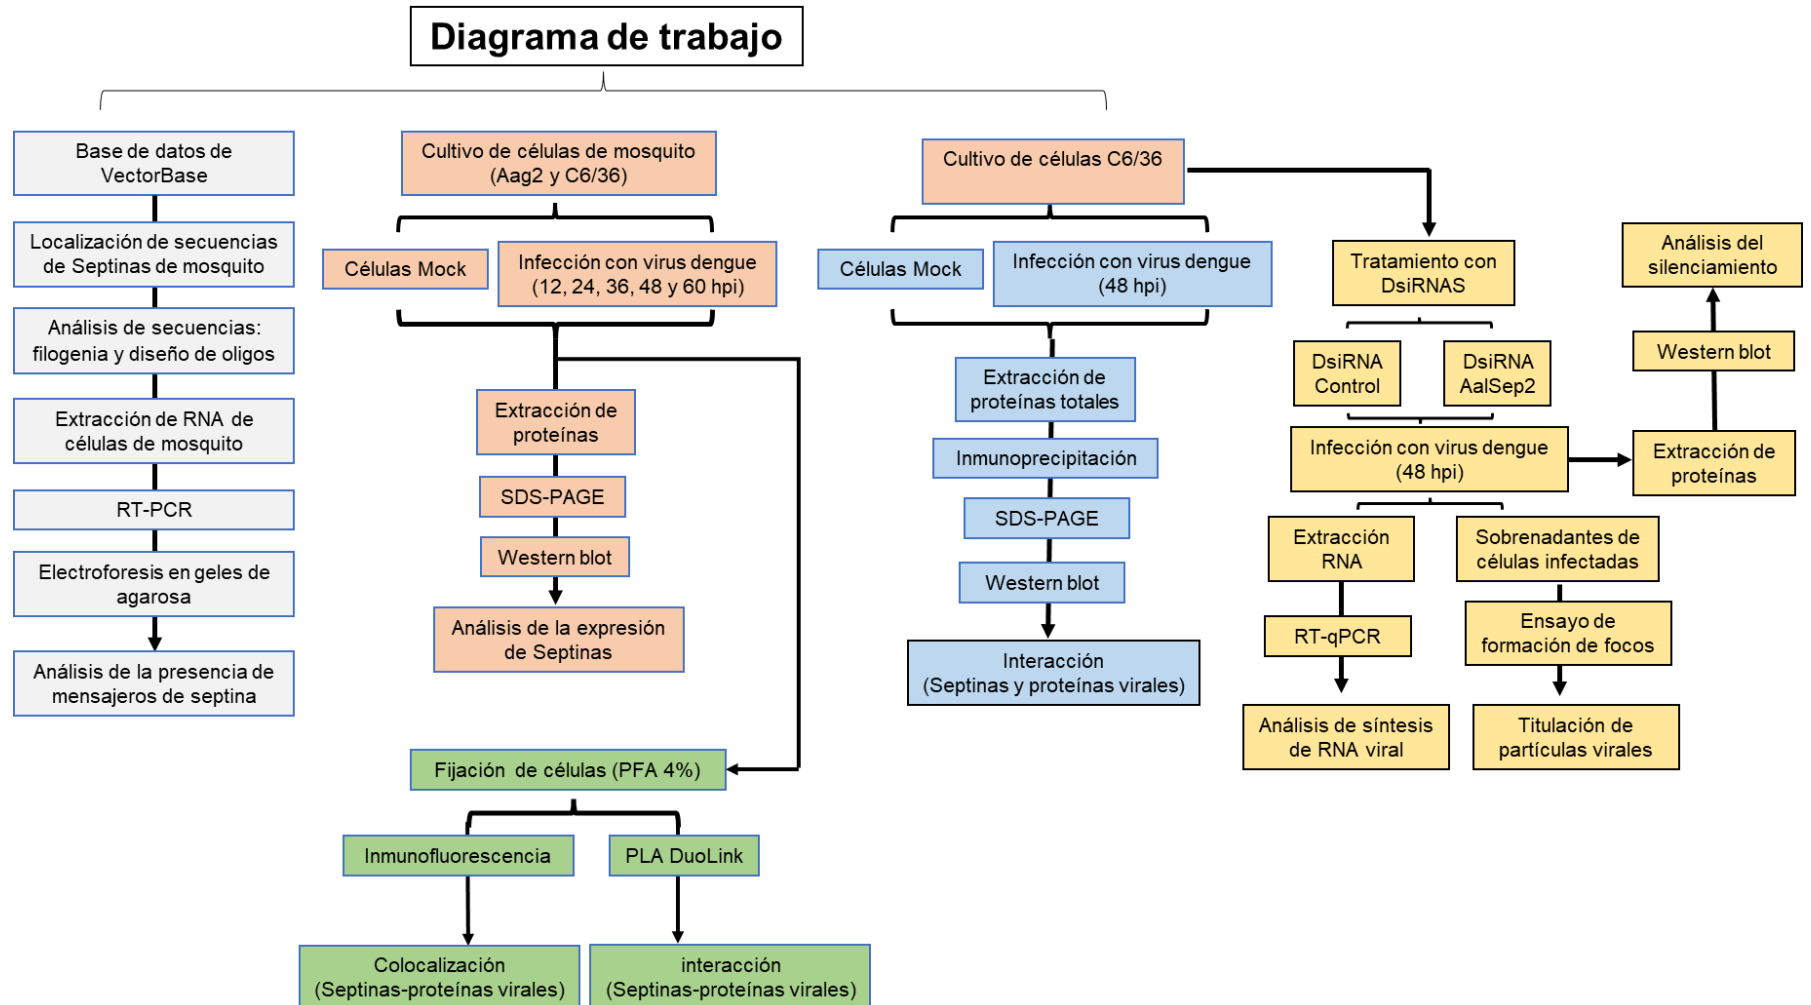 Diagrama de trabajo
Base de datos de
VectorBase
Localización de secuencias
de Septinas de mosquito
Análisis de secuencias:
filogenia y diseño de oligos
Extracción de RNA de
células de mosquito
RT-PCR
Electroforesis en geles de
agarosa
Análisis de la presencia de
mensajeros de septina
Cultivo de células de mosquito
(Aag2 y C6/36)
Células Mock
Infección con virus dengue
(12, 24, 36, 48 y 60 hpi)
Extracción de
proteínas
SDS-PAGE
Western blot
Análisis de la expresión
de Septinas
Fijación de células (PFA 4%)
Inmunofluorescencia
PLA DuoLink
Colocalización
(Septinas-proteínas virales)
interacción
(Septinas-proteínas virales)
Cultivo de células C6/36
Células Mock
Infección con virus dengue
(48 hpi)
Extracción de
proteínas totales
Inmunoprecipitación
SDS-PAGE
Western blot
Interacción
(Septinas y proteínas virales)
Tratamiento con
DsiRNAS
DsiRNA
Control
DsiRNA
AalSep2
Infección con virus dengue
(48 hpi)
Extracción
RNA
RT-qPCR
Análisis de síntesis
de RNA viral
Sobrenadantes de
células infectadas
Ensayo de
formación de focos
Titulación de
partículas virales
Extracción de
proteínas
Western blot
Análisis del
silenciamiento